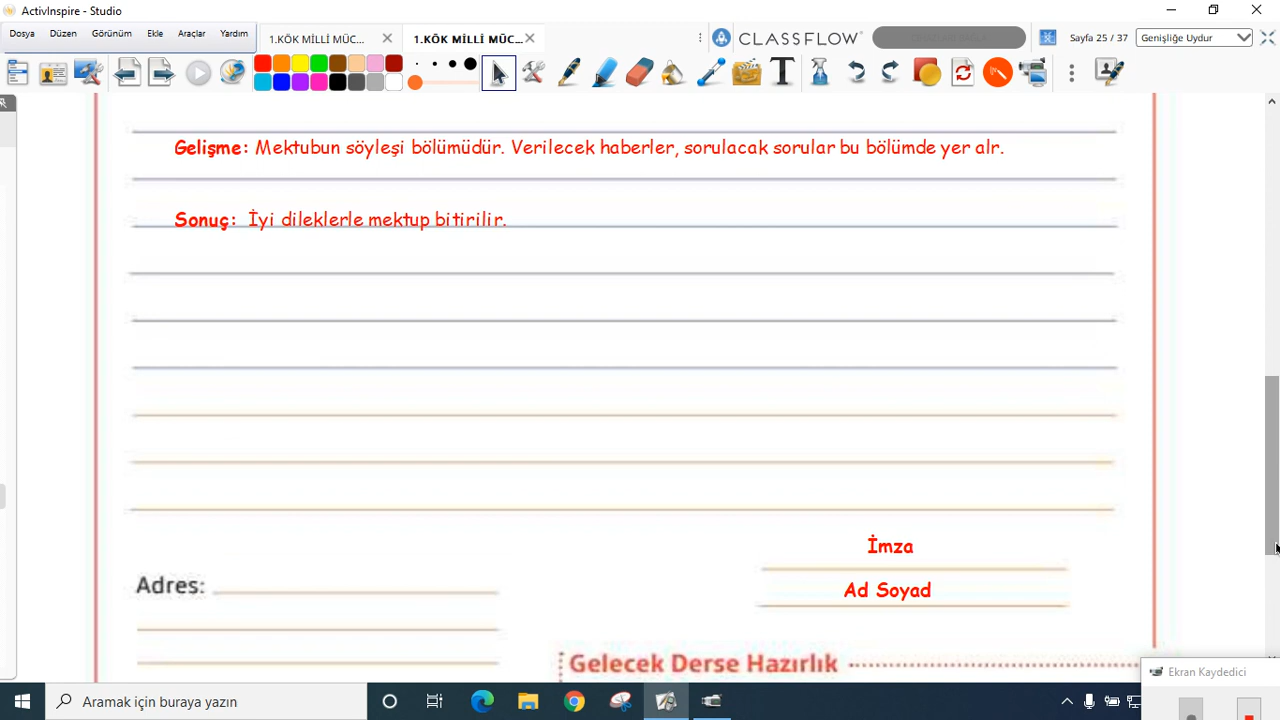 ActivInspire - Studio
Dosya Düzen Görünüm Ekle Araçlar Yardım
1.KÖK MİLLİ MÜC...
1.KÖK MİLLİ MÜC...
CLASSFLOW
Sayfa 25 / 37
Genişliğe Uydur
Gelişme: Mektubun söyleşi bölümüdür. Verilecek haberler, sorulacak sorular bu bölümde yer alr.
Sonuç: İyi dileklerle mektup bitirilir.
İmza
Adres:
Ad Soyad
Gelecek Derse Hazırlık
Ekran Kaydedici
Aramak için buraya yazın